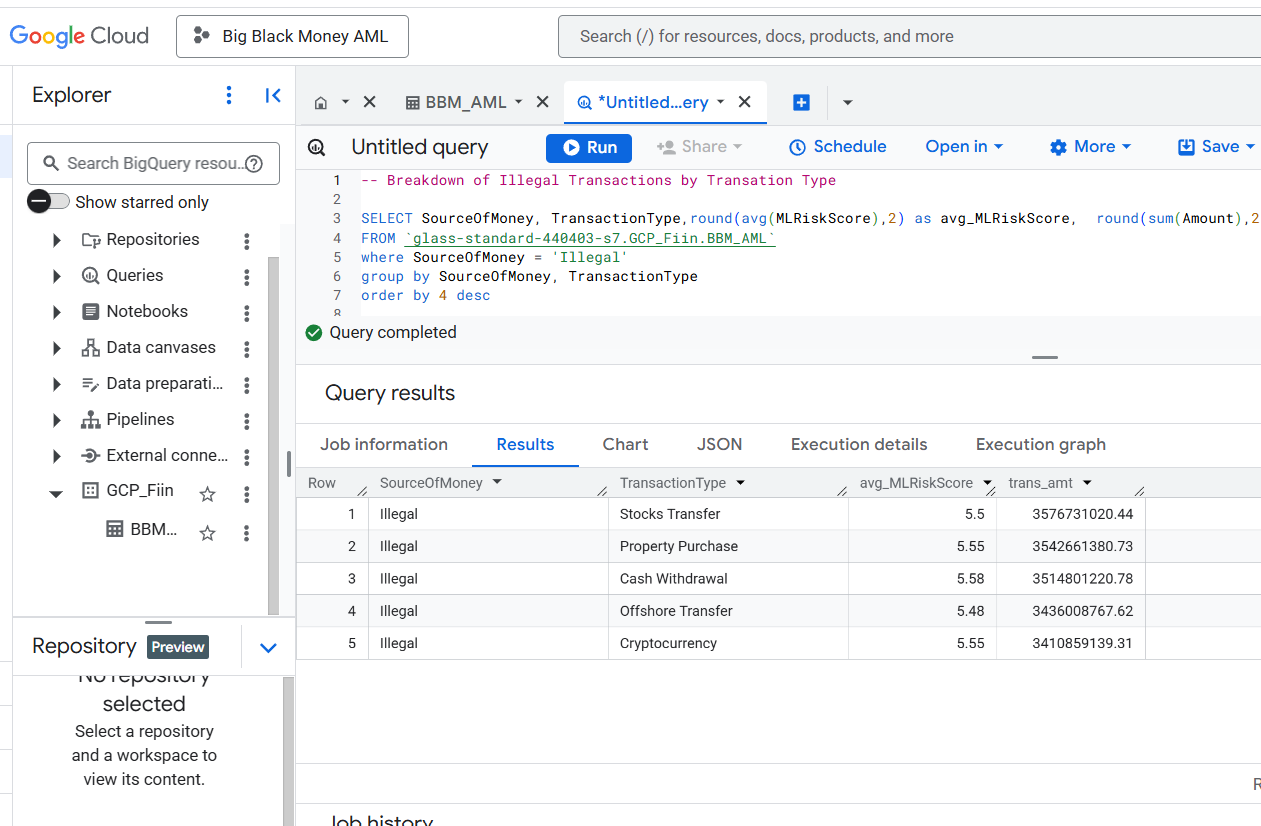 Google Cloud
Big Black Money AML
Search (/) for resources, docs, products, and more
Explorer
BBM_AML
*Untitled...ery
Search BigQuery resou...
Show starred only
Repositories
Queries
Notebooks
Data canvases
Data preparati...
Pipelines
External conne...
GCP_Fiin
BBM...
Repository Preview
No repository
selected
Select a repository
and a workspace to
view its content.
Untitled query
Run
Share
Schedule
Open in
More
Save
1 -- Breakdown of Illegal Transactions by Transation Type
2
3 SELECT SourceOfMoney, TransactionType,round(avg(MLRiskScore),2) as avg_MLRiskScore,  round(sum(Amount),2
4 FROM `glass-standard-440403-s7.GCP_Fiin.BBM_AML`
5 where SourceOfMoney = 'Illegal'
6 group by SourceOfMoney, TransactionType
7 order by 4 desc
8
Query completed
Query results
Job information Results Chart JSON Execution details Execution graph
Row SourceOfMoney TransactionType avg_MLRiskScore trans_amt
1 Illegal Stocks Transfer 5.5 3576731020.44
2 Illegal Property Purchase 5.55 3542661380.73
3 Illegal Cash Withdrawal 5.58 3514801220.78
4 Illegal Offshore Transfer 5.48 3436008767.62
5 Illegal Cryptocurrency 5.55 3410859139.31
R
Job history